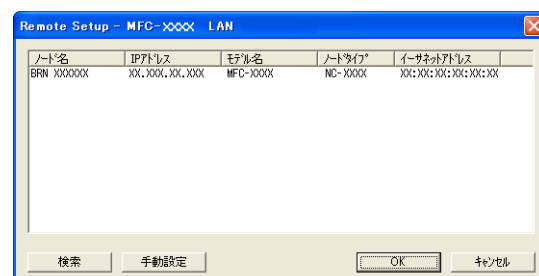 Remote Setup - MFC-xxxx LAN
ノード名 IPアドレス モデル名 ノードタイプ イーサネットアドレス
BRN XXXXXX XX.XXX.XX.XXX MFC-XXXX NC-XXXX XX:XX:XX:XX:XX:XX
検索 手動設定 OK キャンセル